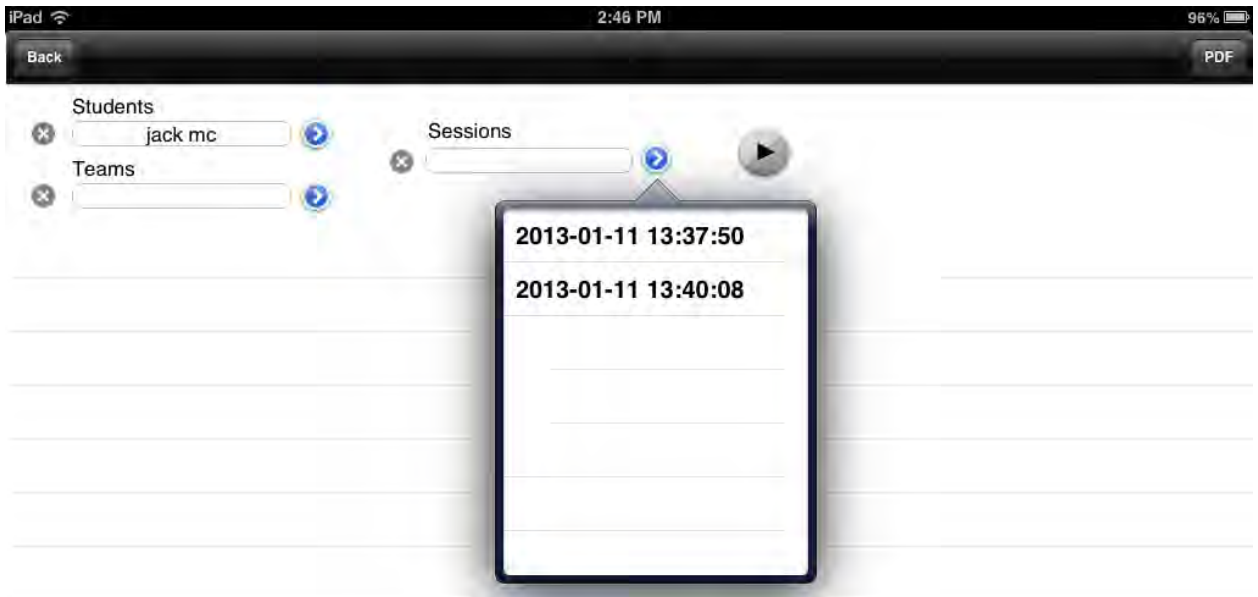 iPad 2:46 PM 96%
Back PDF
Students
jack mc
Sessions
Teams
2013-01-11 13:37:50
2013-01-11 13:40:08